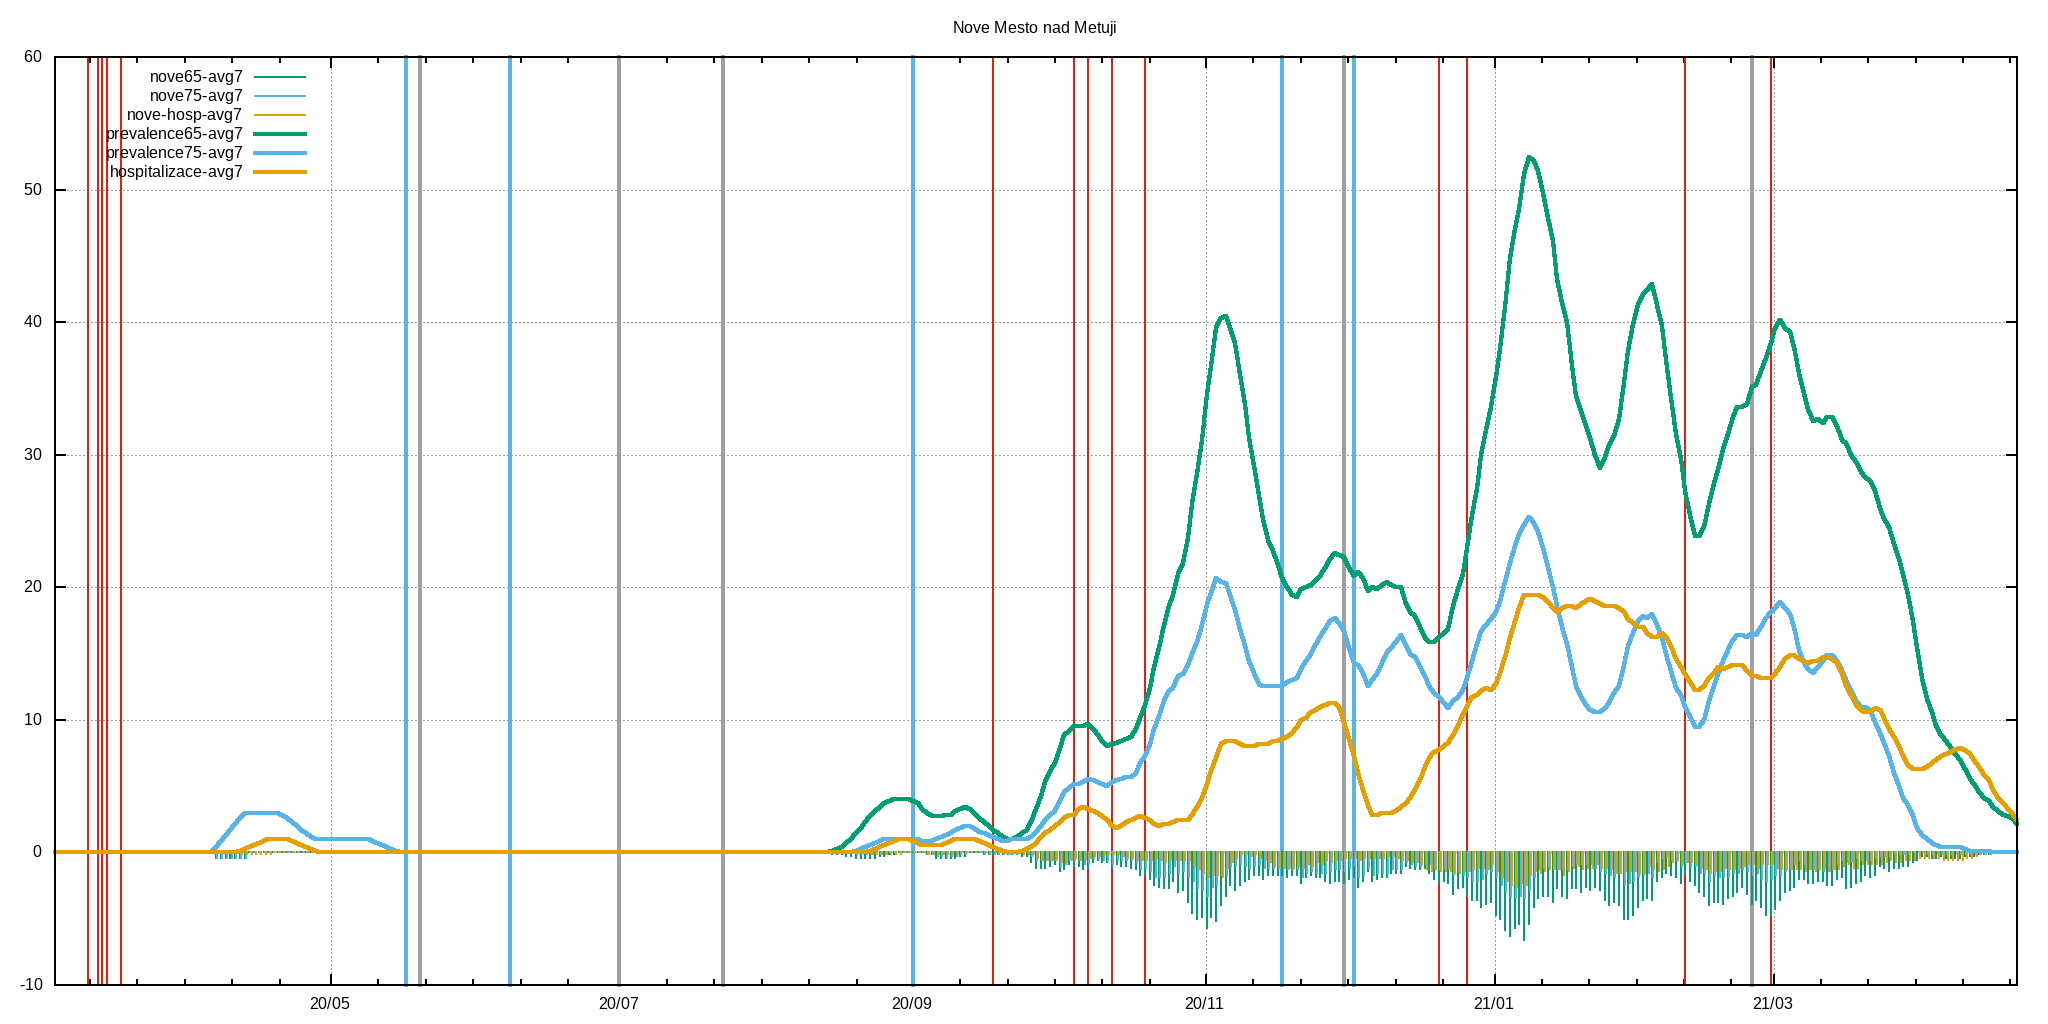 Nove Mesto nad Metuji
60
50
40
30
20
10
0
-10
nove65-avg7
nove75-avg7
nove-hosp-avg7
prevalence65-avg7
prevalence75-avg7
hospitalizace-avg7
20/05 20/07 20/09 20/11 21/01 21/03